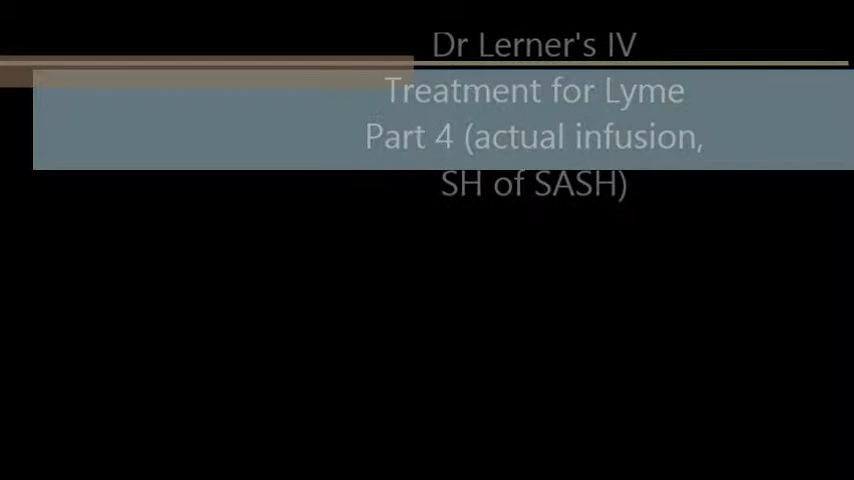 Dr Lerner's IV
Treatment for Lyme
Part 4 (actual infusion,
SH of SASH)